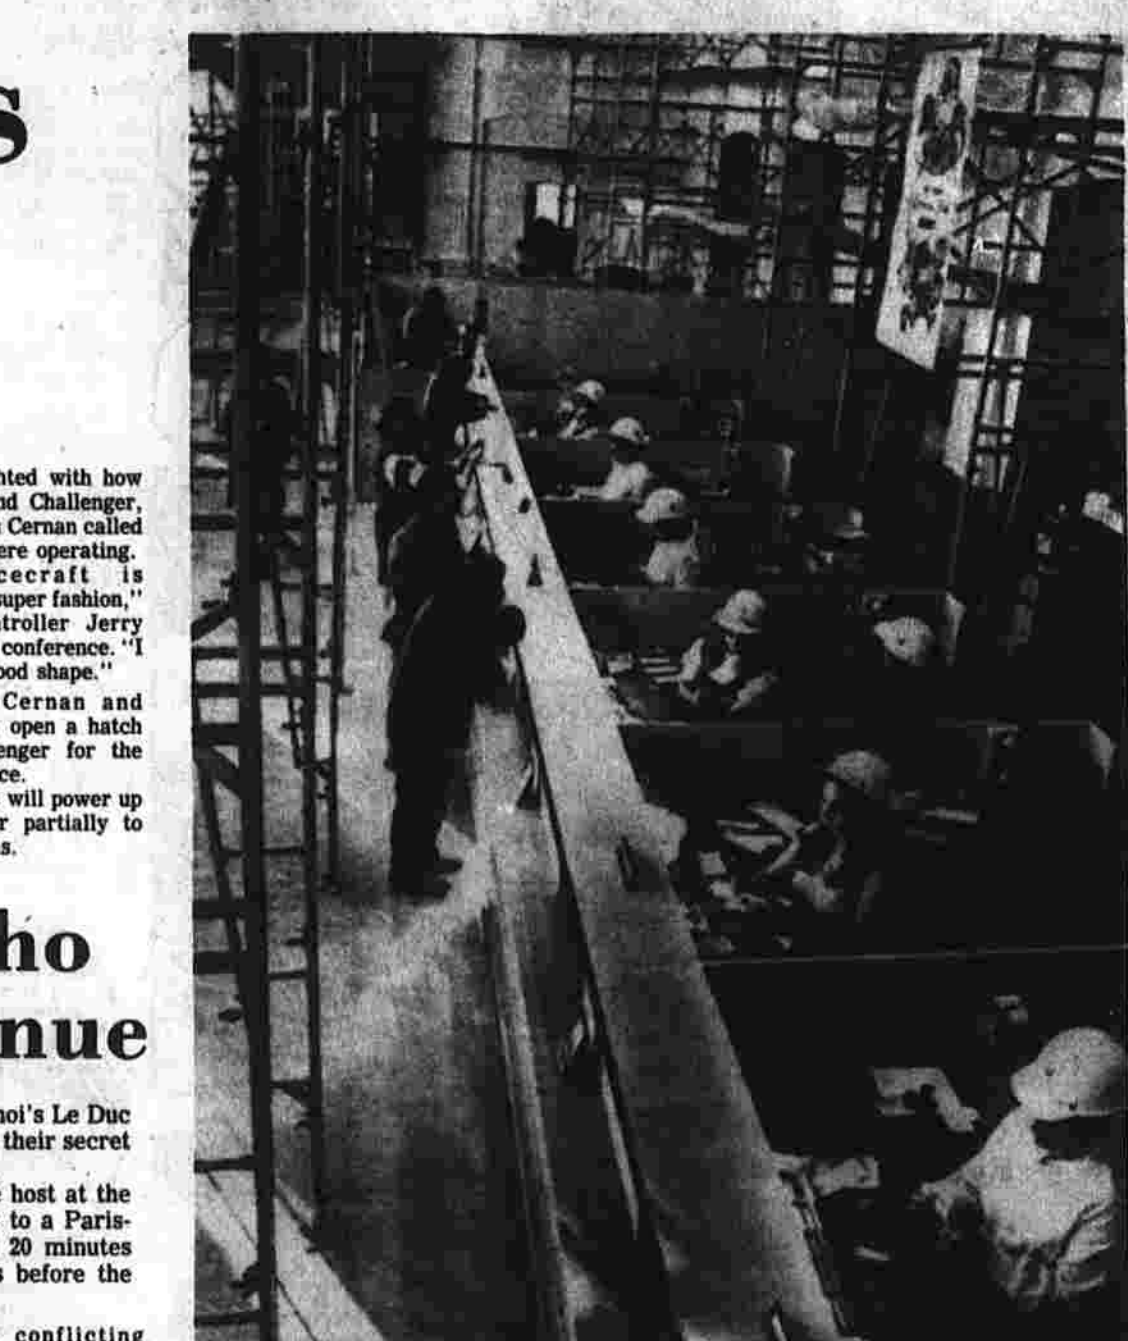 s
nted with how
nd Challenger,
Cernan called
ere operating.
cecraft is
super fashion,"
troller Jerry
conference. "I
ood shape."
Cernan and
open a hatch
enger for the
ce.
will power up
r partially to
s.
ho
nue
noi's Le Duc
their secret
host at the
to a Paris-
20 minutes
s before the
conflicting